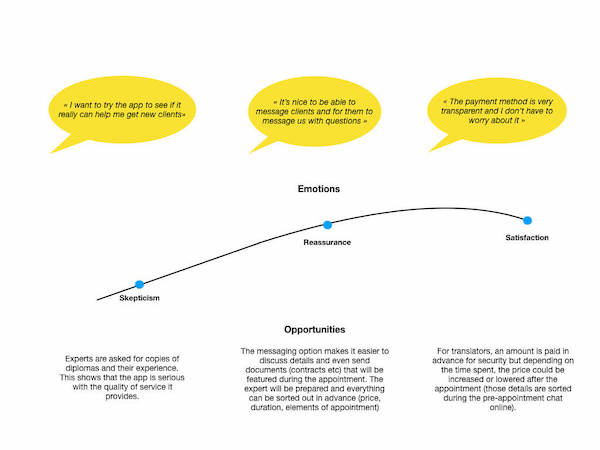 « I want to try the app to see if it
really can help me get new clients»
« It's nice to be able to
message clients and for them to
message us with questions »
« The payment method is very
transparent and I don't have to
worry about it »
Emotions
Skepticism
Reassurance
Satisfaction
Opportunities
Experts are asked for copies of
diplomas and their experience.
This shows that the app is serious
with the quality of service it
provides.
The messaging option makes it easier to
discuss details and even send
documents (contracts etc) that will be
featured during the appointment. The
expert will be prepared and everything
can be sorted out in advance (price,
duration, elements of appointment)
For translators, an amount is paid in
advance for security but depending on
the time spent, the price could be
increased or lowered after the
appointment (those details are sorted
during the pre-appointment chat
online).